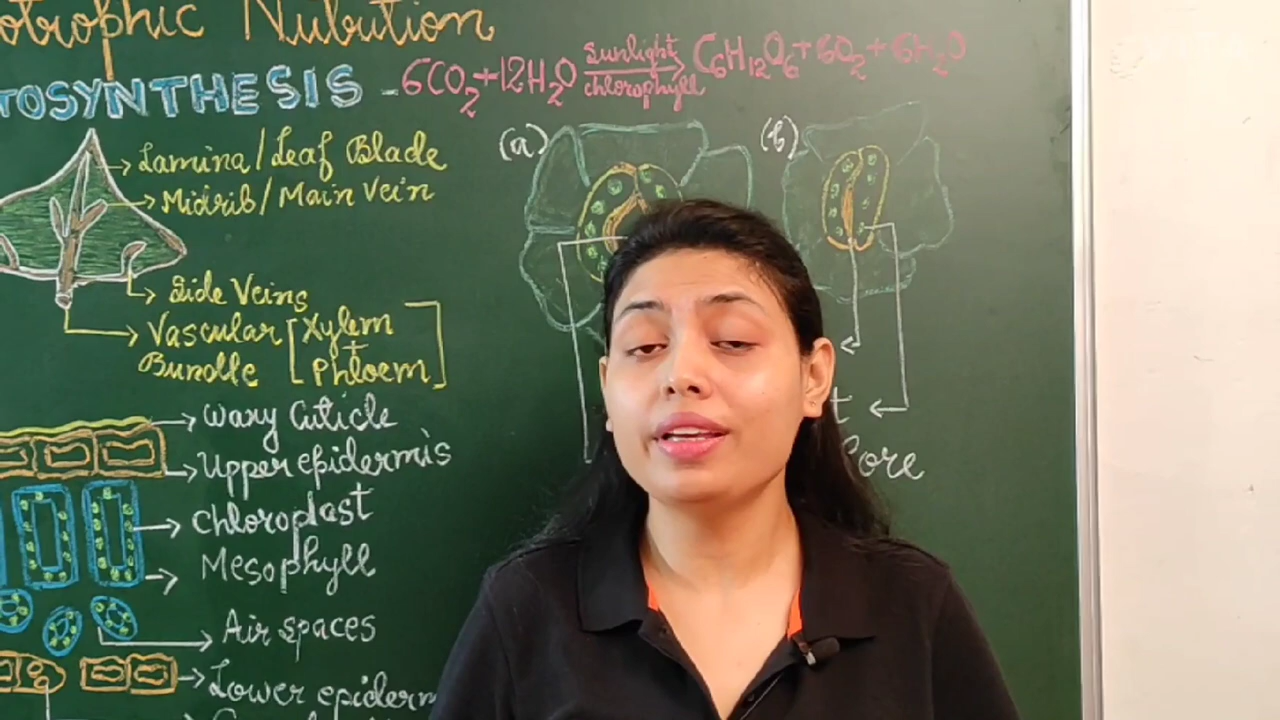 otrophic Nutrition
TOSYNTHESIS - 6CO2+12H2O sunlight chlorophyll C6H12O6+6O2+6H2O
(a) (b)
Lamina/Leaf Blade
Midrib/Main Vein
Side Veins
Vascular [Xylem
+
Bundle Phloem]
Waxy Cuticle
Upper epidermis
Chloroplast
Mesophyll
Air spaces
Lower epiderm
t
ore